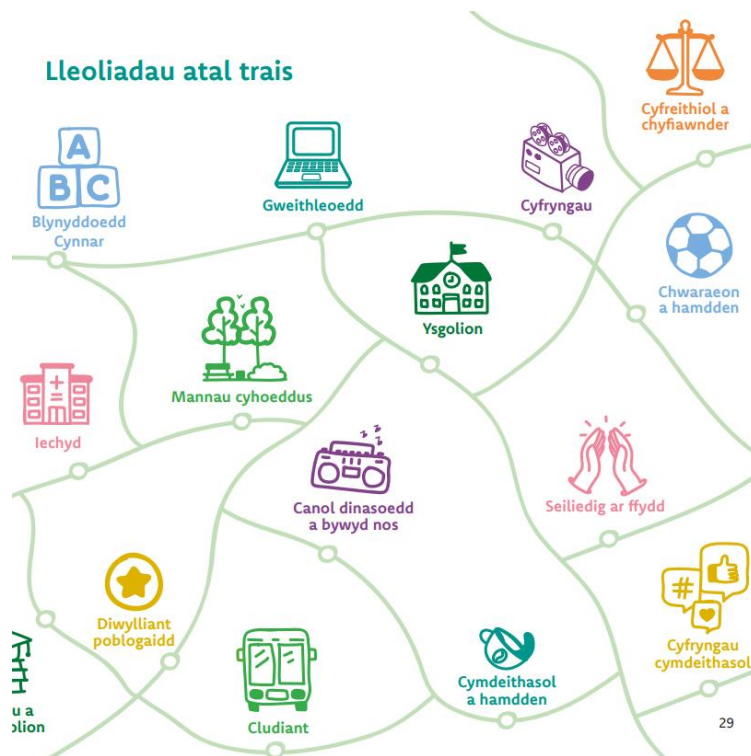 Lleoliadau atal trais
Cyfreithiol a
chyfiawnder
A
B C
Blynyddoedd
Cynnar
Gweithleoedd
Cyfryngau
Chwaraeon
a hamdden
Ysgolion
Mannau cyhoeddus
Iechyd
Canol dinasoedd
a bywyd nos
Seiliedig ar ffydd
Diwylliant
poblogaidd
Cludiant
Cymdeithasol
a hamdden
#
Cyfryngau
cymdeithasol
29